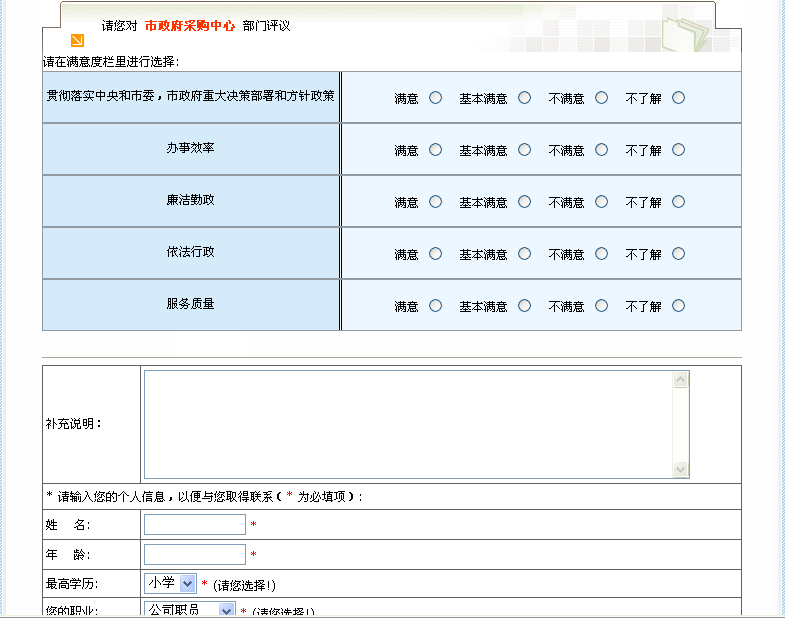 请您对 市政府采购中心 部门评议
请在满意度栏里进行选择:
贯彻落实中央和市委，市政府重大决策部署和方针政策 满意 基本满意 不满意 不了解
办事效率 满意 基本满意 不满意 不了解
廉洁勤政 满意 基本满意 不满意 不了解
依法行政 满意 基本满意 不满意 不了解
服务质量 满意 基本满意 不满意 不了解
补充说明：
* 请输入您的个人信息，以便与您取得联系( * 为必填项)：
姓 名: *
年 龄: *
最高学历: 小学 * (请您选择!)
您的职业: 公司职员 * (请您选择!)